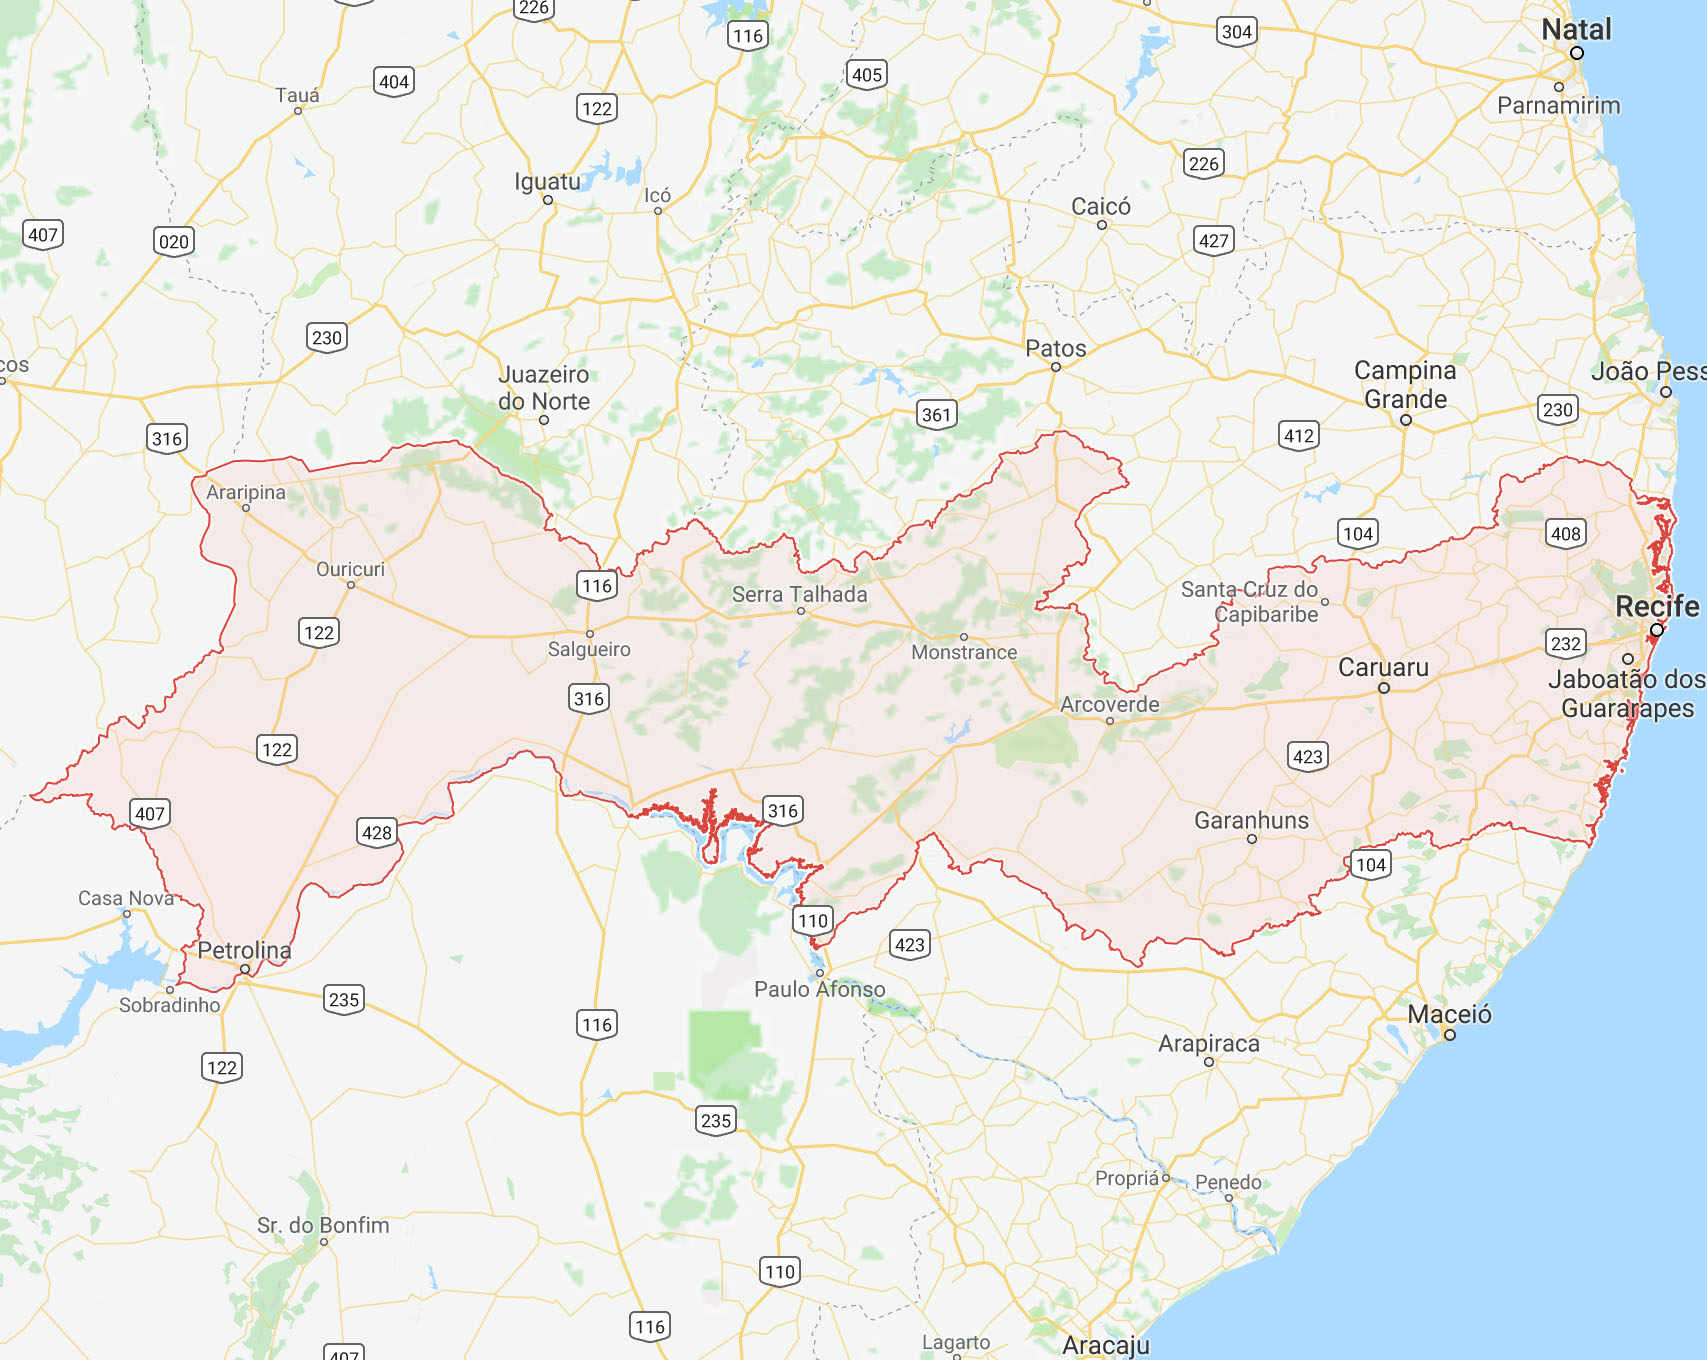 226
116
304
Natal
405
404
Tauá
122
Parnamirim
226
Iguatu
Icó
Caicó
407
020
427
230
Patos
cos
Juazeiro
do Norte
Campina
Grande
João Pess
361
230
316
412
Araripina
104
408
Ouricuri
116
Serra Talhada
Santa Cruz do
Capibaribe
Recife
122
Salgueiro
Monstrance
232
Caruaru
Jaboatão dos
Guararapes
316
Arcoverde
122
423
407
316
Garanhuns
428
104
Casa Nova
110
423
Petrolina
Sobradinho
Paulo Afonso
235
116
Maceió
Arapiraca
122
235
Propriá
Penedo
Sr. do Bonfim
110
116
Lagarto
Aracaju
407